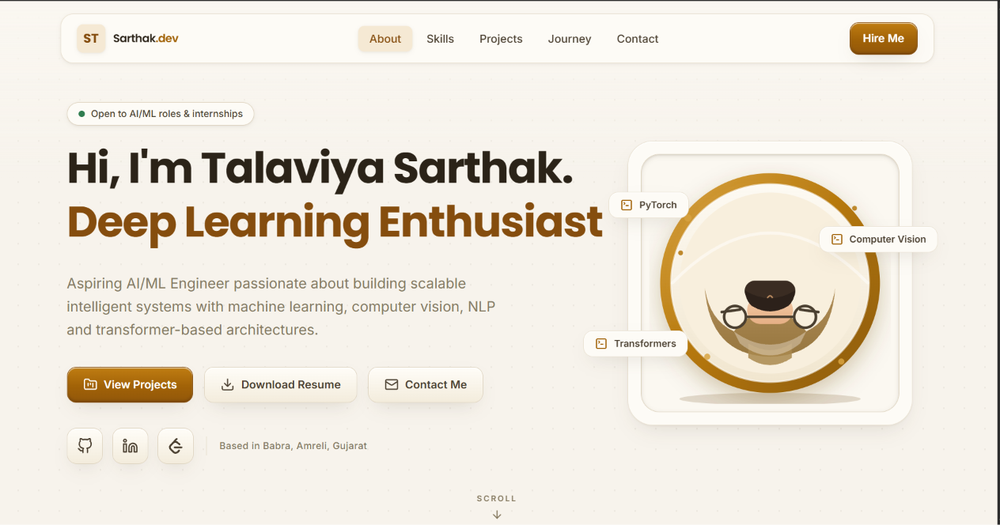 ST
Sarthak.dev
About
Skills
Projects
Journey
Contact
Hire Me
Open to AI/ML roles & internships
Hi, I'm Talaviya Sarthak.
Deep Learning Enthusiast
Aspiring AI/ML Engineer passionate about building scalable
intelligent systems with machine learning, computer vision, NLP
and transformer-based architectures.
View Projects
Download Resume
Contact Me
Based in Babra, Amreli, Gujarat
PyTorch
Computer Vision
Transformers
SCROLL